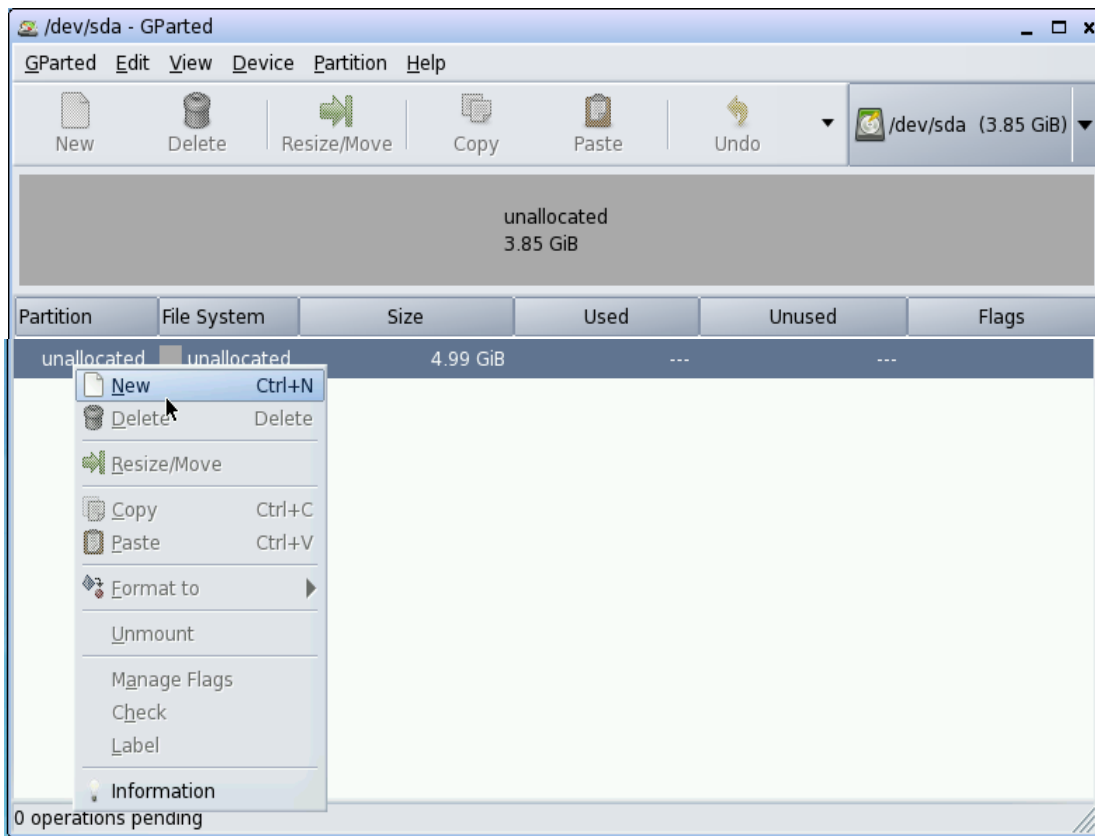 /dev/sda - GParted
GParted Edit View Device Partition Help
New Delete Resize/Move Copy Paste Undo /dev/sda (3.85 GiB)
unallocated
3.85 GiB
Partition File System Size Used Unused Flags
unallocated unallocated 4.99 GiB --- ---
New Ctrl+N
Delete Delete
Resize/Move
Copy Ctrl+C
Paste Ctrl+V
Format to
Unmount
Manage Flags
Check
Label
Information
0 operations pending